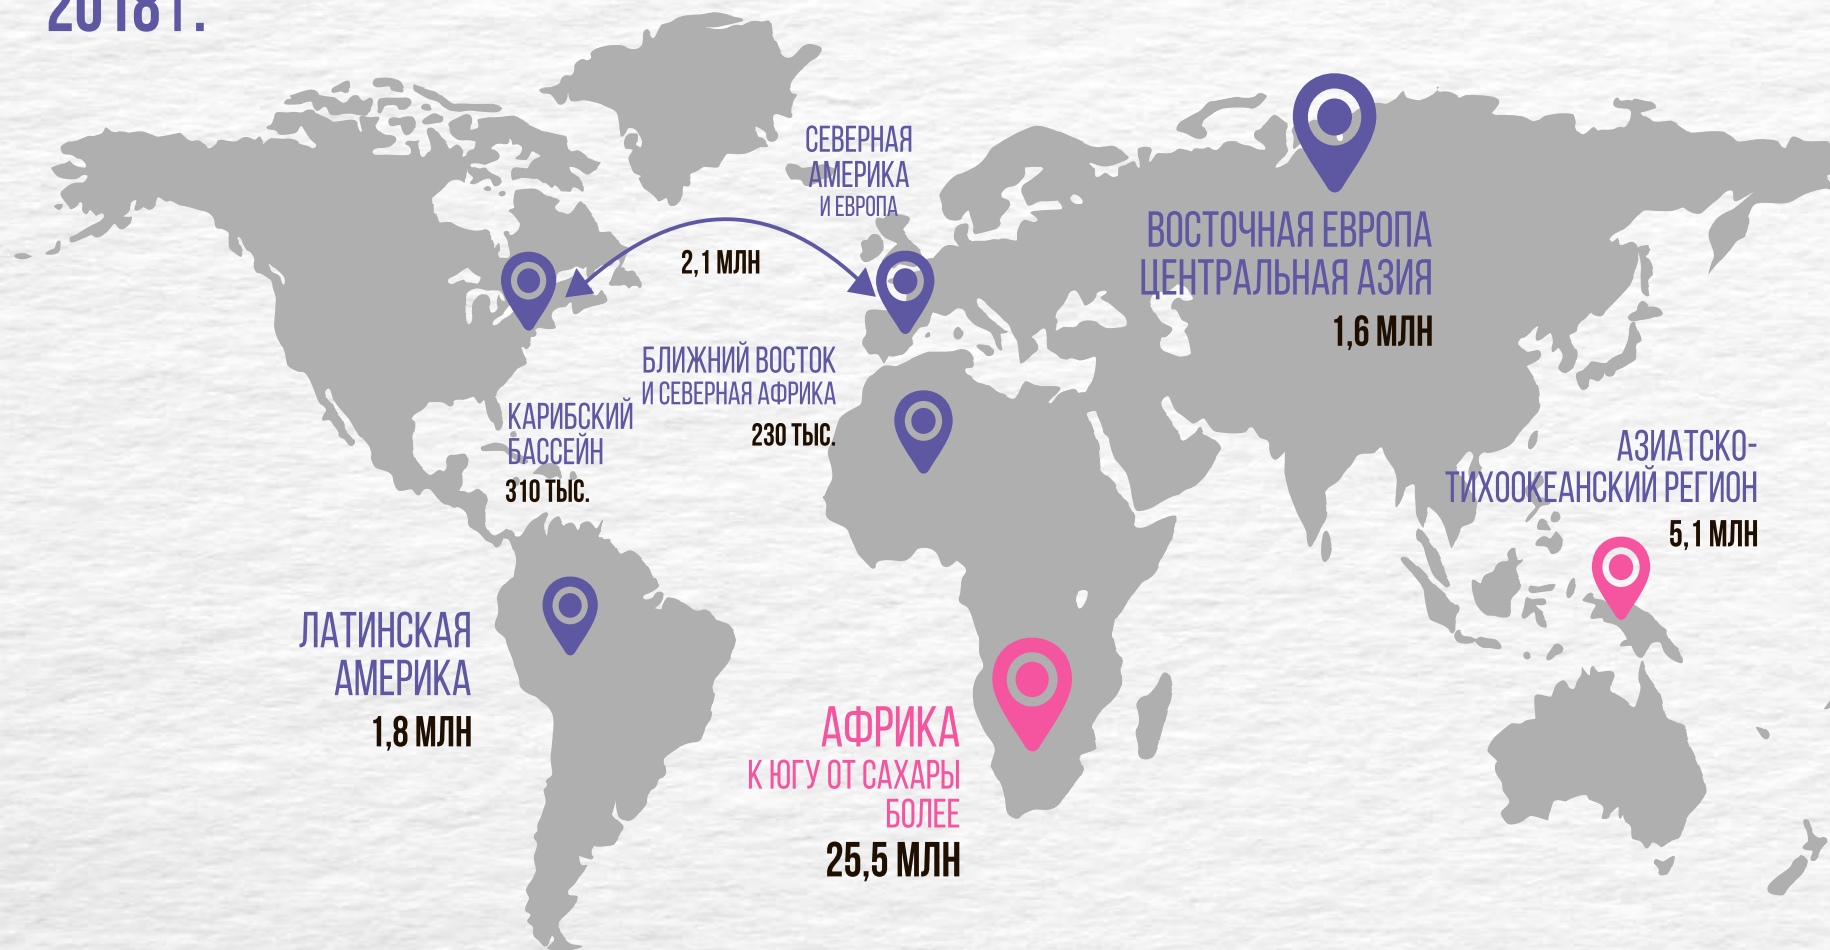 2018 Г.
СЕВЕРНАЯ
АМЕРИКА
И ЕВРОПА
2,1 МЛН
ВОСТОЧНАЯ ЕВРОПА
ЦЕНТРАЛЬНАЯ АЗИЯ
1,6 МЛН
БЛИЖНИЙ ВОСТОК
И СЕВЕРНАЯ АФРИКА
230 ТЫС.
КАРИБСКИЙ
БАССЕЙН
310 ТЫС.
АЗИАТСКО-
ТИХООКЕАНСКИЙ РЕГИОН
5,1 МЛН
ЛАТИНСКАЯ
АМЕРИКА
1,8 МЛН
АФРИКА
К ЮГУ ОТ САХАРЫ
БОЛЕЕ
25,5 МЛН